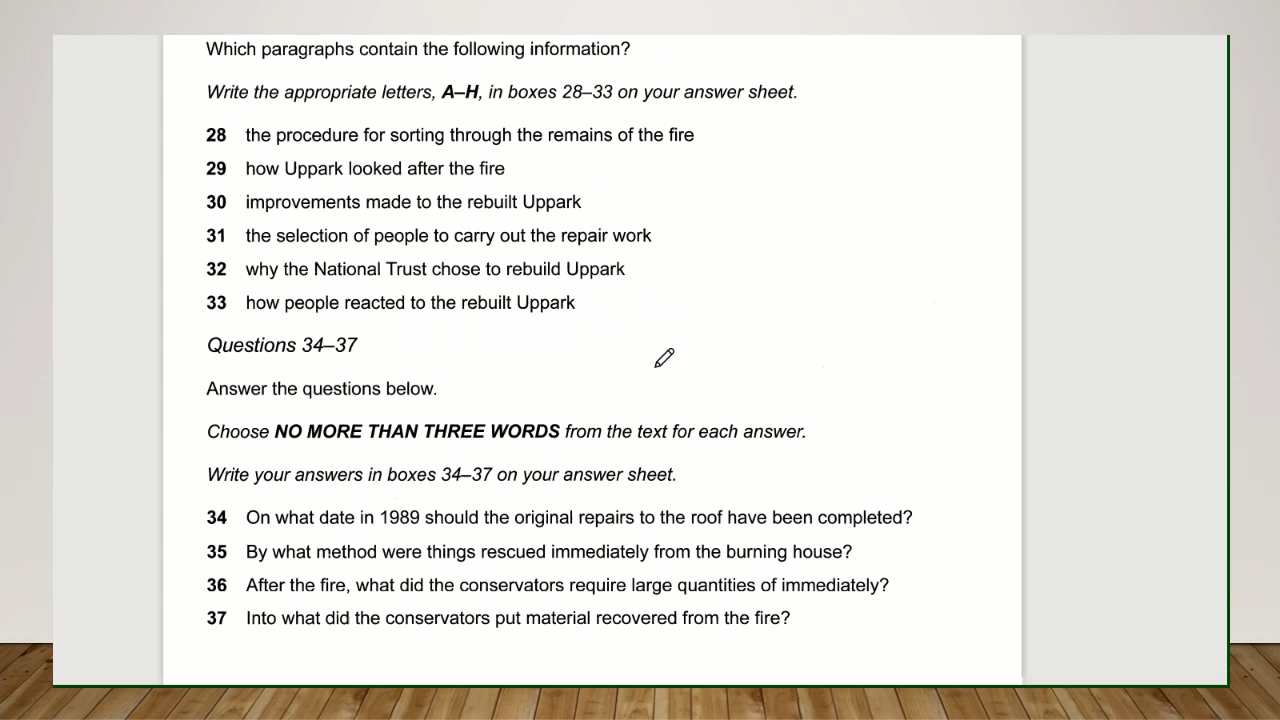 Which paragraphs contain the following information?
Write the appropriate letters, A–H, in boxes 28–33 on your answer sheet.
28 the procedure for sorting through the remains of the fire
29 how Uppark looked after the fire
30 improvements made to the rebuilt Uppark
31 the selection of people to carry out the repair work
32 why the National Trust chose to rebuild Uppark
33 how people reacted to the rebuilt Uppark
Questions 34–37
Answer the questions below.
Choose NO MORE THAN THREE WORDS from the text for each answer.
Write your answers in boxes 34–37 on your answer sheet.
34 On what date in 1989 should the original repairs to the roof have been completed?
35 By what method were things rescued immediately from the burning house?
36 After the fire, what did the conservators require large quantities of immediately?
37 Into what did the conservators put material recovered from the fire?